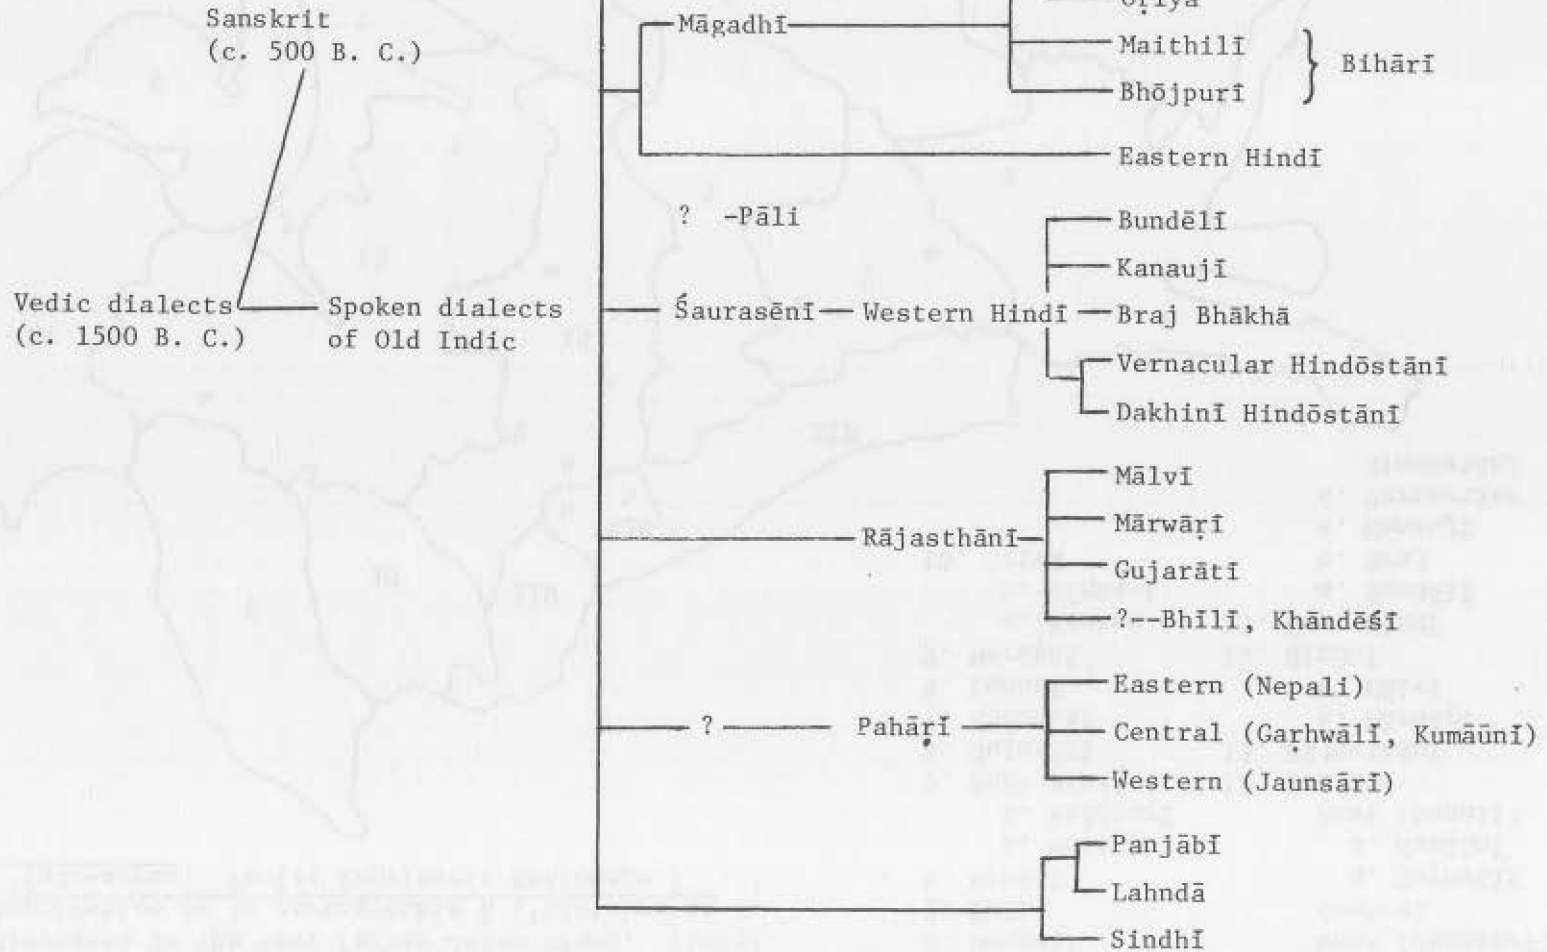 Oṛiyā
Sanskrit
(c. 500 B. C.)
Māgadhī
Maithilī
Bihārī
Bhōjpurī
Eastern Hindī
? -Pāli
Bundēlī
Kanaujī
Vedic dialects
(c. 1500 B. C.)
Spoken dialects
of Old Indic
Śaurasēnī
Western Hindī
Braj Bhākhā
Vernacular Hindōstānī
Dakhinī Hindōstānī
Rājasthānī
Mālvī
Mārwāṛī
Gujarātī
?--Bhīlī, Khāndēśī
?
Pahāṛī
Eastern (Nepali)
Central (Gaṛhwālī, Kumāūnī)
Western (Jaunsārī)
Panjābī
Lahndā
Sindhī